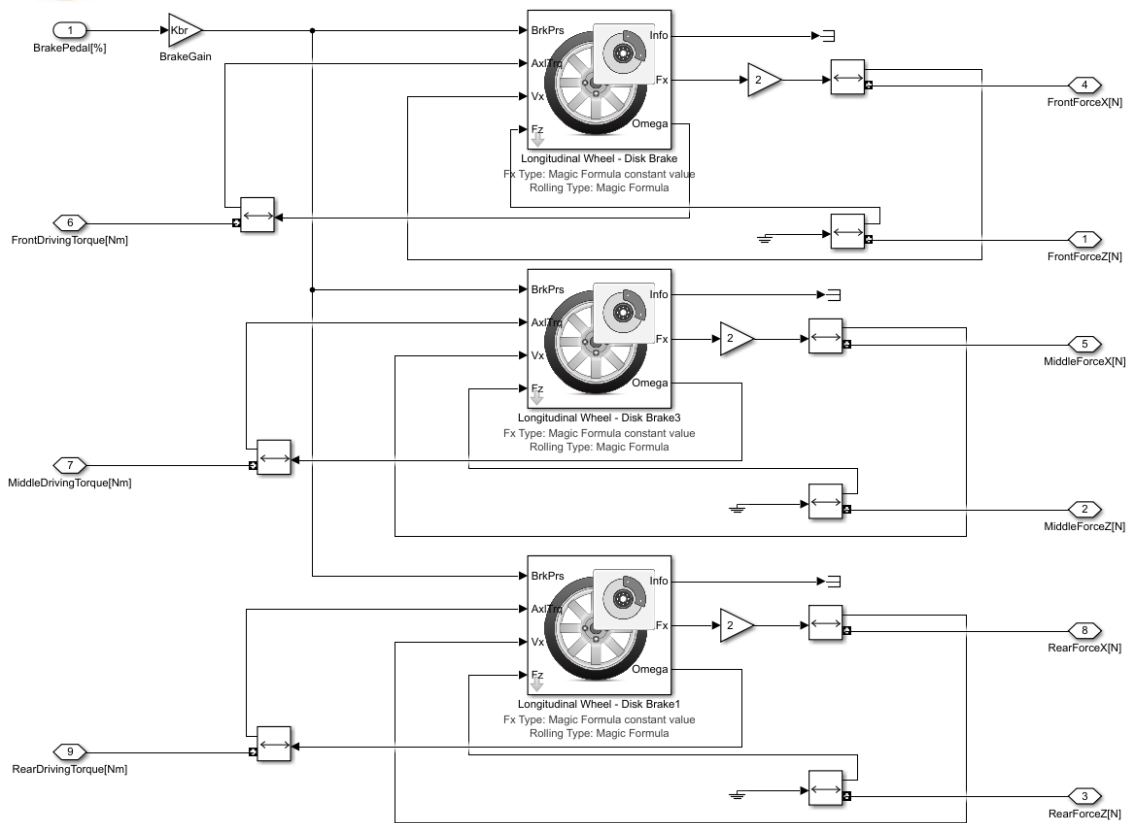 1
BrakePedal[%]
Kbr
BrakeGain
BrkPrs
AxlTrq
Vx
Fz
Info
Fx
Omega
Longitudinal Wheel - Disk Brake
Fx Type: Magic Formula constant value
Rolling Type: Magic Formula
2
4
FrontForceX[N]
6
FrontDrivingTorque[Nm]
1
FrontForceZ[N]
BrkPrs
AxlTrq
Vx
Fz
Info
Fx
Omega
Longitudinal Wheel - Disk Brake3
Fx Type: Magic Formula constant value
Rolling Type: Magic Formula
2
5
MiddleForceX[N]
7
MiddleDrivingTorque[Nm]
2
MiddleForceZ[N]
BrkPrs
AxlTrq
Vx
Fz
Info
Fx
Omega
Longitudinal Wheel - Disk Brake1
Fx Type: Magic Formula constant value
Rolling Type: Magic Formula
2
8
RearForceX[N]
9
RearDrivingTorque[Nm]
3
RearForceZ[N]